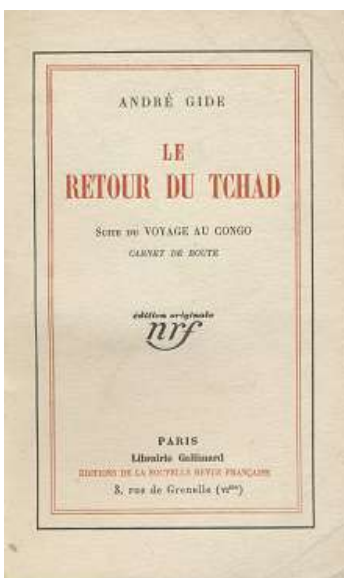 ANDRÉ GIDE
LE
RETOUR DU TCHAD
SUITE DU VOYAGE AU CONGO
CARNET DE ROUTE
édition originale
nrf
PARIS
Librairie Gallimard
ÉDITIONS DE LA NOUVELLE REVUE FRANÇAISE
3, rue de Grenelle (VIme)